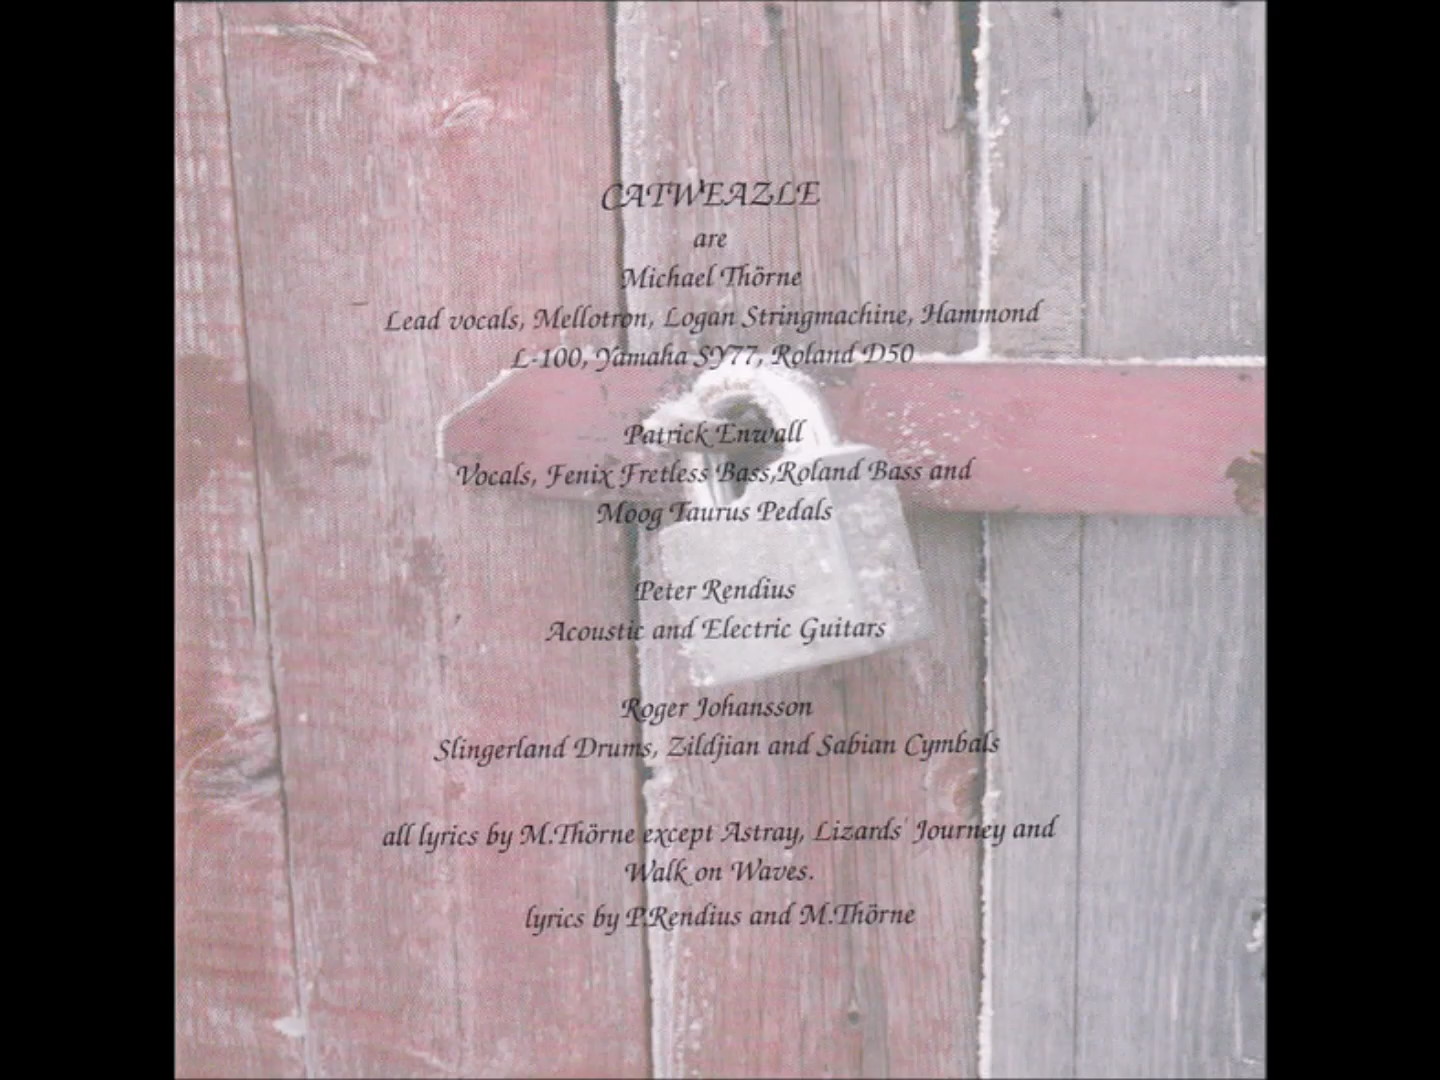 CATWEAZLE
are
Michael Thörne
Lead vocals, Mellotron, Logan Stringmachine, Hammond
L-100, Yamaha SY77, Roland D50
Patrick Enwall
Vocals, Fenix Fretless Bass,Roland Bass and
Moog Taurus Pedals
Peter Rendius
Acoustic and Electric Guitars
Roger Johansson
Slingerland Drums, Zildjian and Sabian Cymbals
all lyrics by M.Thörne except Astray, Lizards' Journey and
Walk on Waves.
lyrics by P.Rendius and M.Thörne